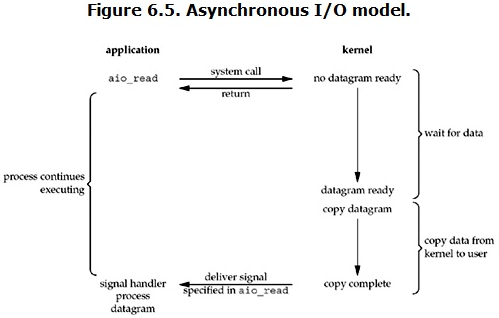 Figure 6.5. Asynchronous I/O model.
application
kernel
aio_read
system call
no datagram ready
return
wait for data
process continues
executing
datagram ready
copy datagram
copy data from
kernel to user
signal handler
process
datagram
deliver signal
specified in aio_read
copy complete